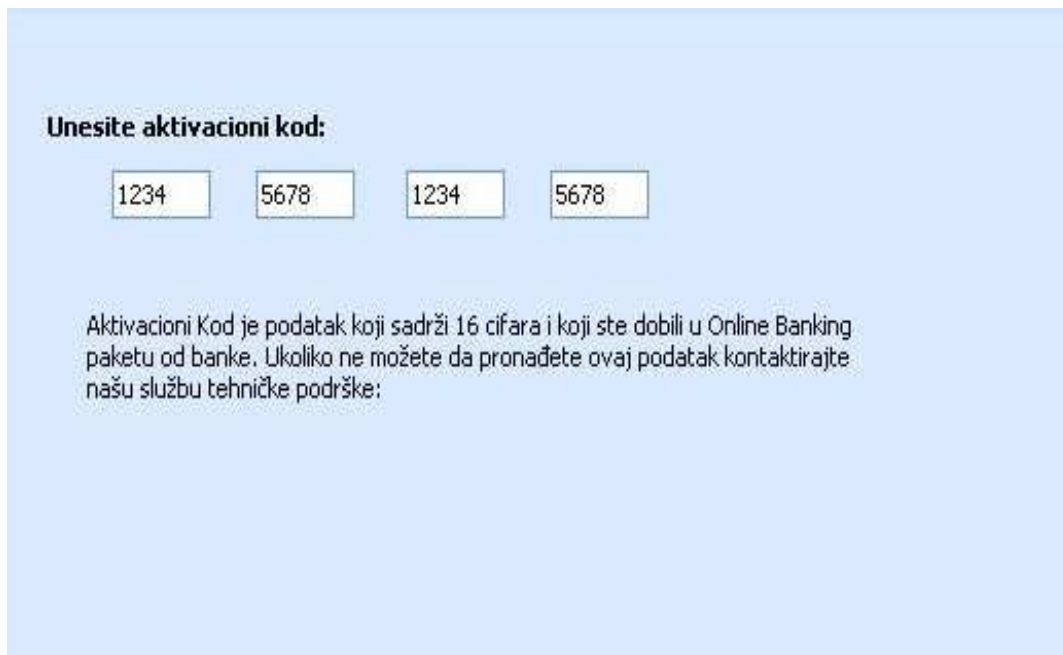 Unesite aktivacioni kod:
1234 5678 1234 5678
Aktivacioni Kod je podatak koji sadrži 16 cifara i koji ste dobili u Online Banking
paketu od banke. Ukoliko ne možete da pronađete ovaj podatak kontaktirajte
našu službu tehničke podrške: